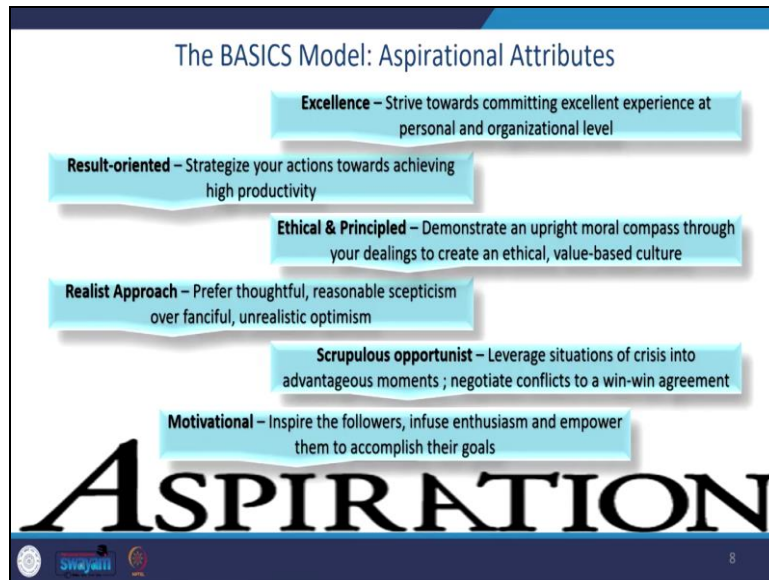 The BASICS Model: Aspirational Attributes
Excellence – Strive towards committing excellent experience at
personal and organizational level
Result-oriented – Strategize your actions towards achieving
high productivity
Ethical & Principled – Demonstrate an upright moral compass through
your dealings to create an ethical, value-based culture
Realist Approach – Prefer thoughtful, reasonable scepticism
over fanciful, unrealistic optimism
Scrupulous opportunist – Leverage situations of crisis into
advantageous moments ; negotiate conflicts to a win-win agreement
Motivational – Inspire the followers, infuse enthusiasm and empower
them to accomplish their goals
ASPIRATION
swayam
8